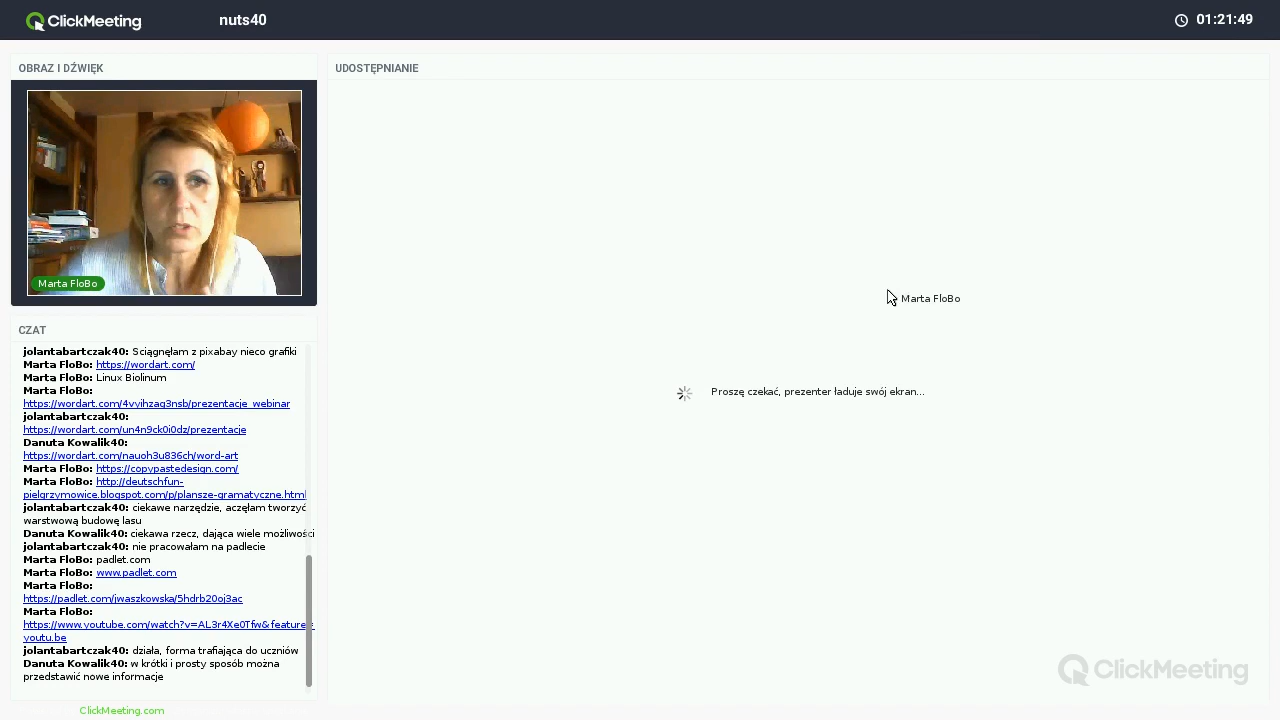 ClickMeeting
nuts40
01:21:49
OBRAZ I DŹWIĘK
Marta FloBo
CZAT
jolantabartczak40: Sciągnęłam z pixabay nieco grafiki
Marta FloBo: https://wordart.com/
Marta FloBo: Linux Biolinum
Marta FloBo:
https://wordart.com/4vyihzaq3nsb/prezentacje_webinar
jolantabartczak40:
https://wordart.com/un4n9ck0i0dz/prezentacje
Danuta Kowalik40:
https://wordart.com/nauoh3u836ch/word-art
Marta FloBo: https://copypastedesign.com/
Marta FloBo: http://deutschfun-
pielgrzymowice.blogspot.com/p/plansze-gramatyczne.html
jolantabartczak40: ciekawe narzędzie, aczęłam tworzyć
warstwową budowę lasu
Danuta Kowalik40: ciekawa rzecz, dająca wiele możliwości
jolantabartczak40: nie pracowałam na padlecie
Marta FloBo: padlet.com
Marta FloBo: www.padlet.com
Marta FloBo:
https://padlet.com/jwaszkowska/5hdrb20oj3ac
Marta FloBo:
https://www.youtube.com/watch?v=AL3r4Xe0Tfw&feature=
youtu.be
jolantabartczak40: działa, forma trafiająca do uczniów
Danuta Kowalik40: w krótki i prosty sposób można
przedstawić nowe informacje
ClickMeeting.com
UDOSTĘPNIANIE
Marta FloBo
Proszę czekać, prezenter ładuje swój ekran...
ClickMeeting